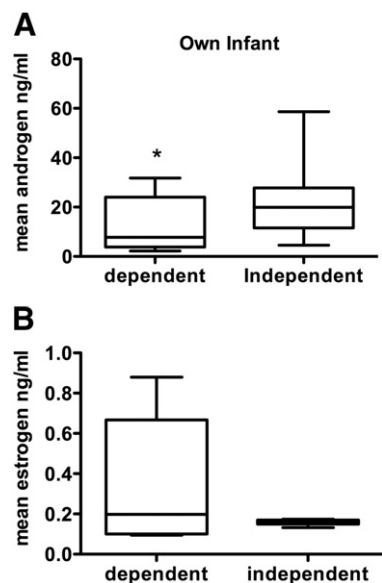 A
Own Infant
mean androgen ng/ml
80
60
40
20
0
*
dependent Independent
B
mean estrogen ng/ml
1.0
0.8
0.6
0.4
0.2
0.0
dependent independent